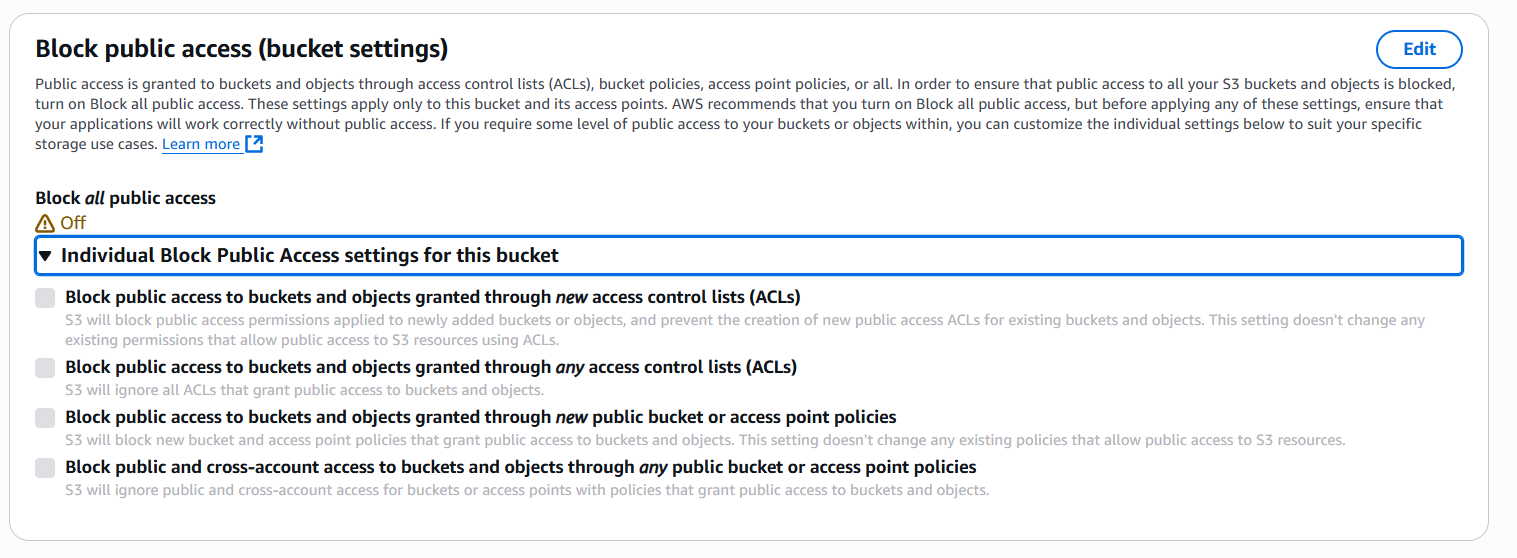 Block public access (bucket settings)
Edit
Public access is granted to buckets and objects through access control lists (ACLs), bucket policies, access point policies, or all. In order to ensure that public access to all your S3 buckets and objects is blocked,
turn on Block all public access. These settings apply only to this bucket and its access points. AWS recommends that you turn on Block all public access, but before applying any of these settings, ensure that
your applications will work correctly without public access. If you require some level of public access to your buckets or objects within, you can customize the individual settings below to suit your specific
storage use cases. Learn more
Block all public access
Off
Individual Block Public Access settings for this bucket
Block public access to buckets and objects granted through new access control lists (ACLs)
S3 will block public access permissions applied to newly added buckets or objects, and prevent the creation of new public access ACLs for existing buckets and objects. This setting doesn't change any
existing permissions that allow public access to S3 resources using ACLs.
Block public access to buckets and objects granted through any access control lists (ACLs)
S3 will ignore all ACLs that grant public access to buckets and objects.
Block public access to buckets and objects granted through new public bucket or access point policies
S3 will block new bucket and access point policies that grant public access to buckets and objects. This setting doesn't change any existing policies that allow public access to S3 resources.
Block public and cross-account access to buckets and objects through any public bucket or access point policies
S3 will ignore public and cross-account access for buckets or access points with policies that grant public access to buckets and objects.